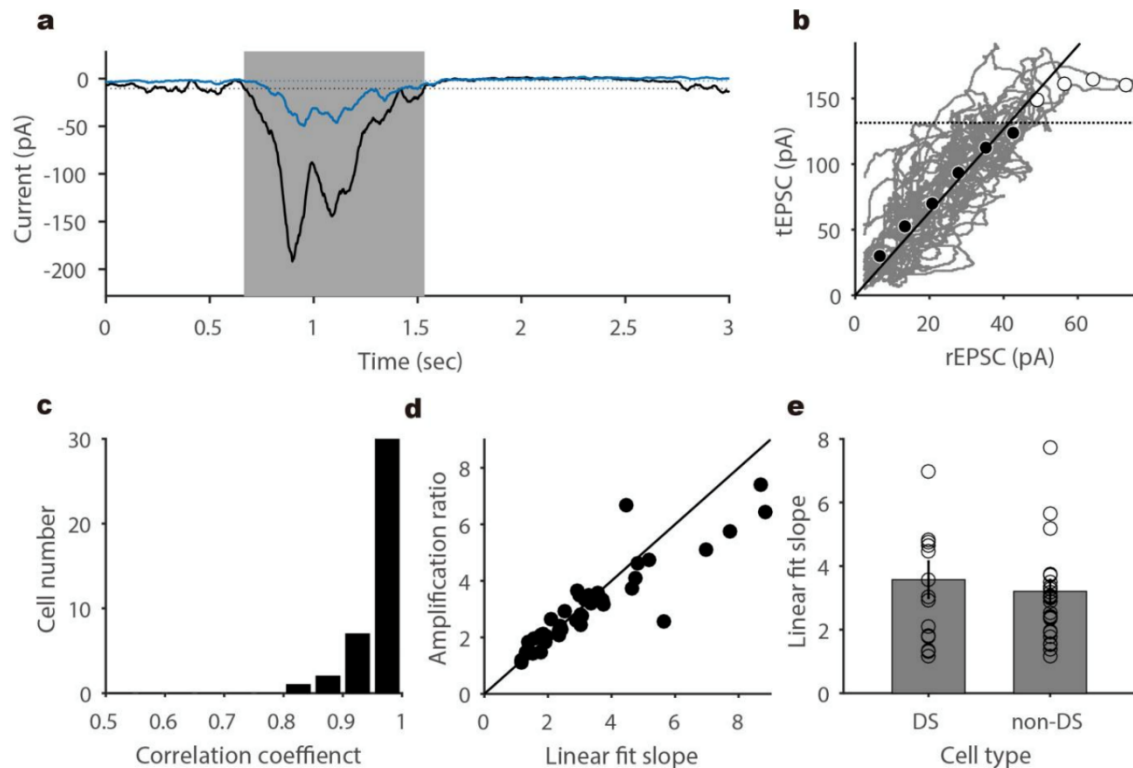 a
0
-50
-100
-150
-200
Current (pA)
0 0.5 1 1.5 2 2.5 3
Time (sec)
b
150
100
50
0
tEPSC (pA)
0 20 40 60
rEPSC (pA)
c
30
20
10
0
Cell number
0.5 0.6 0.7 0.8 0.9 1
Correlation coeffienct
d
8
6
4
2
0
Amplification ratio
0 2 4 6 8
Linear fit slope
e
8
6
4
2
0
Linear fit slope
DS non-DS
Cell type